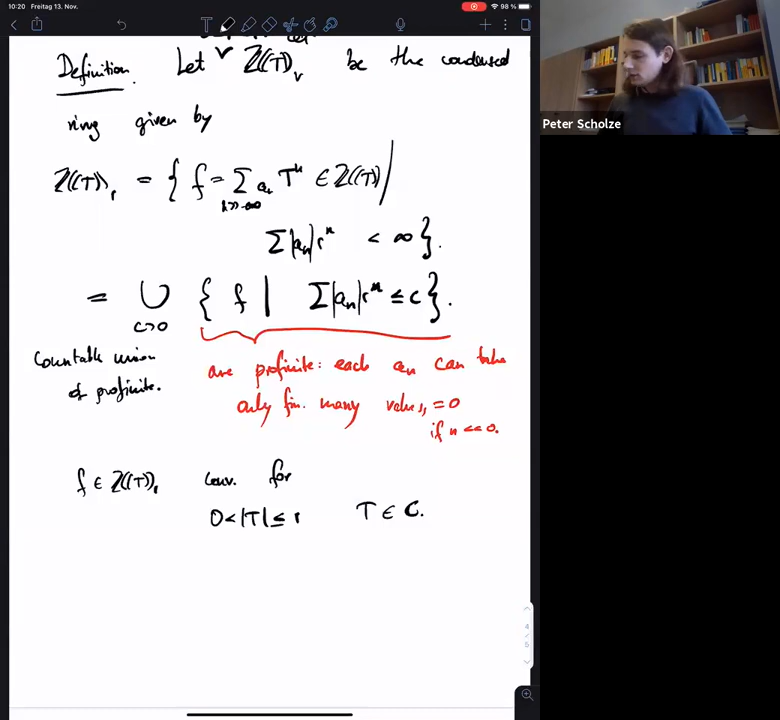 10:20 Freitag 13. Nov.
98 %
Definition. Let ℤ((T))_r be the condensed
ring given by
ℤ((T))_r = { f = Σ_{n>>-∞} a_n T^n ∈ ℤ((T)) |
Σ|a_n|r^n < ∞ }.
= ∪_{c>0} { f | Σ|a_n|r^n ≤ c }.
countable union
of profinite.
are profinite: each a_n can take
only fin. many values, =0
if n << 0.
f ∈ ℤ((T))_r conv. for
0<|T|≤ r T ∈ ℂ.
Peter Scholze
4
5